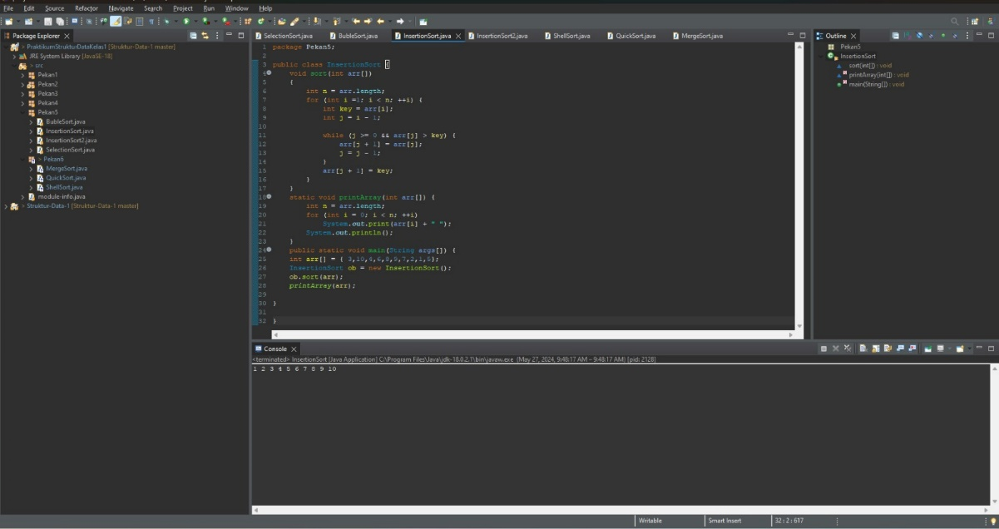 File Edit Source Refactor Navigate Search Project Run Window Help
Package Explorer
> PraktikumStrukturDataKelas1 [Struktur-Data-1 master]
JRE System Library [JavaSE-18]
> src
Pekan1
Pekan2
Pekan3
Pekan4
Pekan5
BubleSort.java
InsertionSort.java
InsertionSort2.java
SelectionSort.java
> Pekan6
MergeSort.java
QuickSort.java
ShellSort.java
module-info.java
> Struktur-Data-1 [Struktur-Data-1 master]
SelectionSort.java BubleSort.java InsertionSort.java InsertionSort2.java ShellSort.java QuickSort.java MergeSort.java
1 package Pekan5;
2
3 public class InsertionSort {
4 void sort(int arr[])
5 {
6 int n = arr.length;
7 for (int i =1; i < n; ++i) {
8 int key = arr[i];
9 int j = i - 1;
10
11 while (j >= 0 && arr[j] > key) {
12 arr[j + 1] = arr[j];
13 j = j - 1;
14 }
15 arr[j + 1] = key;
16 }
17 }
18 static void printArray(int arr[]) {
19 int n = arr.length;
20 for (int i = 0; i < n; ++i)
21 System.out.print(arr[i] + " ");
22 System.out.println();
23 }
24 public static void main(String args[]) {
25 int arr[] = { 3,10,4,6,8,9,7,2,1,5};
26 InsertionSort ob = new InsertionSort();
27 ob.sort(arr);
28 printArray(arr);
29
30 }
31
32 }
Outline
Pekan5
InsertionSort
sort(int[]) : void
printArray(int[]) : void
main(String[]) : void
Console
<terminated> InsertionSort [Java Application] C:\Program Files\Java\jdk-18.0.2.1\bin\javaw.exe (May 27, 2024, 9:48:17 AM – 9:48:17 AM) [pid: 2128]
1 2 3 4 5 6 7 8 9 10
Writable Smart Insert 32 : 2 : 617